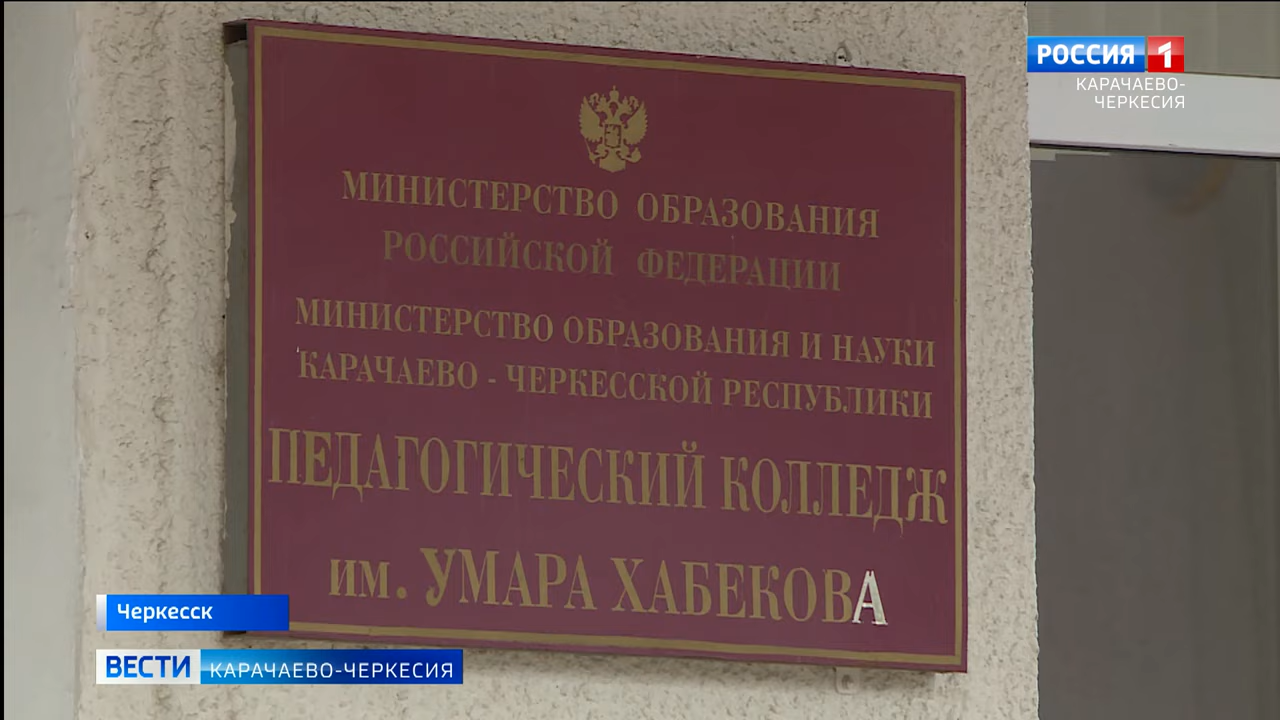 РОССИЯ 1
КАРАЧАЕВО-
ЧЕРКЕСИЯ
МИНИСТЕРСТВО ОБРАЗОВАНИЯ
РОССИЙСКОЙ ФЕДЕРАЦИИ
МИНИСТЕРСТВО ОБРАЗОВАНИЯ И НАУКИ
КАРАЧАЕВО - ЧЕРКЕССКОЙ РЕСПУБЛИКИ
ПЕДАГОГИЧЕСКИЙ КОЛЛЕДЖ
им. УМАРА ХАБЕКОВА
Черкесск
ВЕСТИ КАРАЧАЕВО-ЧЕРКЕСИЯ